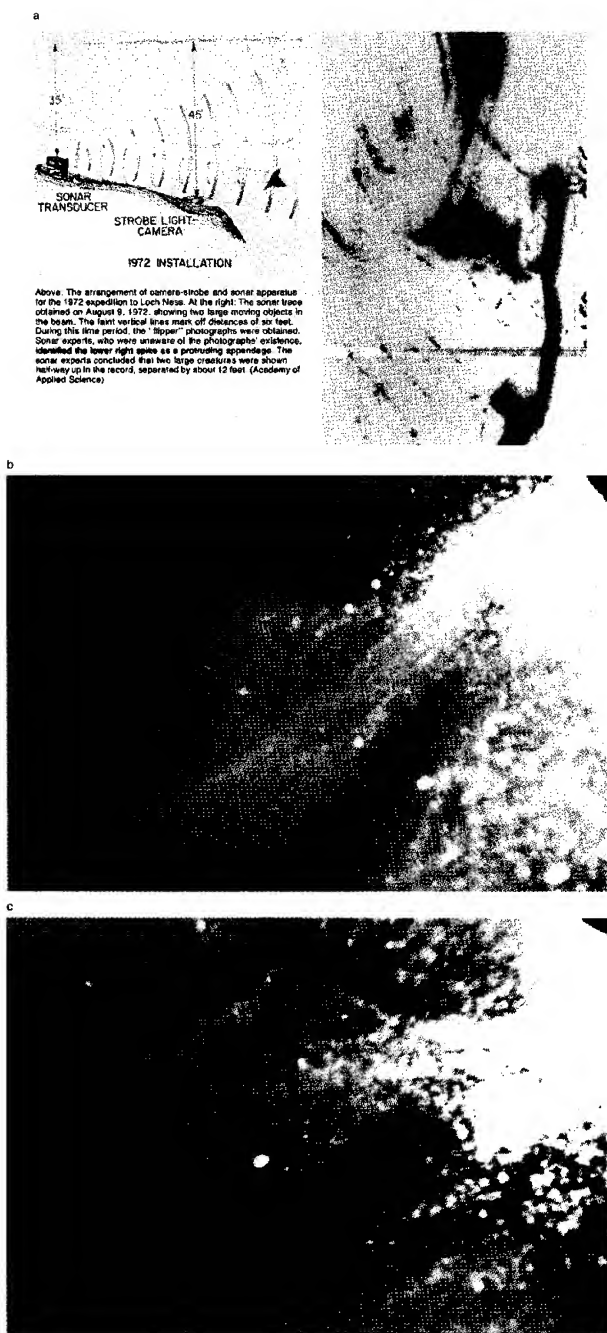 a
35'
45'
SONAR
TRANSDUCER
STROBE LIGHT-
CAMERA
1972 INSTALLATION
Above. The arrangement of camera-strobe and sonar apparatus
for the 1972 expedition to Loch Ness. At the right: The sonar trace
obtained on August 9, 1972, showing two large moving objects in
the beam. The faint vertical lines mark off distances of six feet.
During this time period, the "flipper" photographs were obtained.
Sonar experts, who were unaware of the photographs' existence,
identified the lower right spike as a protruding appendage. The
sonar experts concluded that two large creatures were shown
half-way up in the record, separated by about 12 feet. (Academy of
Applied Science)
b
c